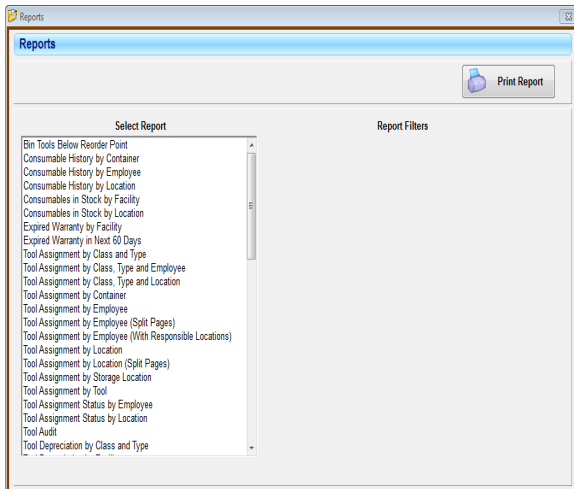 Reports
Reports
Print Report
Select Report
Report Filters
Bin Tools Below Reorder Point
Consumable History by Container
Consumable History by Employee
Consumable History by Location
Consumables in Stock by Facility
Consumables in Stock by Location
Expired Warranty by Facility
Expired Warranty in Next 60 Days
Tool Assignment by Class and Type
Tool Assignment by Class, Type and Employee
Tool Assignment by Class, Type and Location
Tool Assignment by Container
Tool Assignment by Employee
Tool Assignment by Employee (Split Pages)
Tool Assignment by Employee (With Responsible Locations)
Tool Assignment by Location
Tool Assignment by Location (Split Pages)
Tool Assignment by Storage Location
Tool Assignment by Tool
Tool Assignment Status by Employee
Tool Assignment Status by Location
Tool Audit
Tool Depreciation by Class and Type